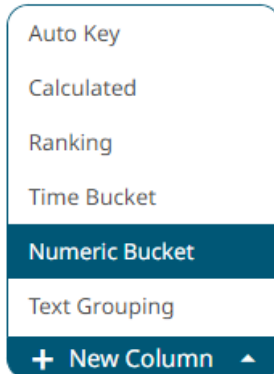 Auto Key
Calculated
Ranking
Time Bucket
Numeric Bucket
Text Grouping
+ New Column